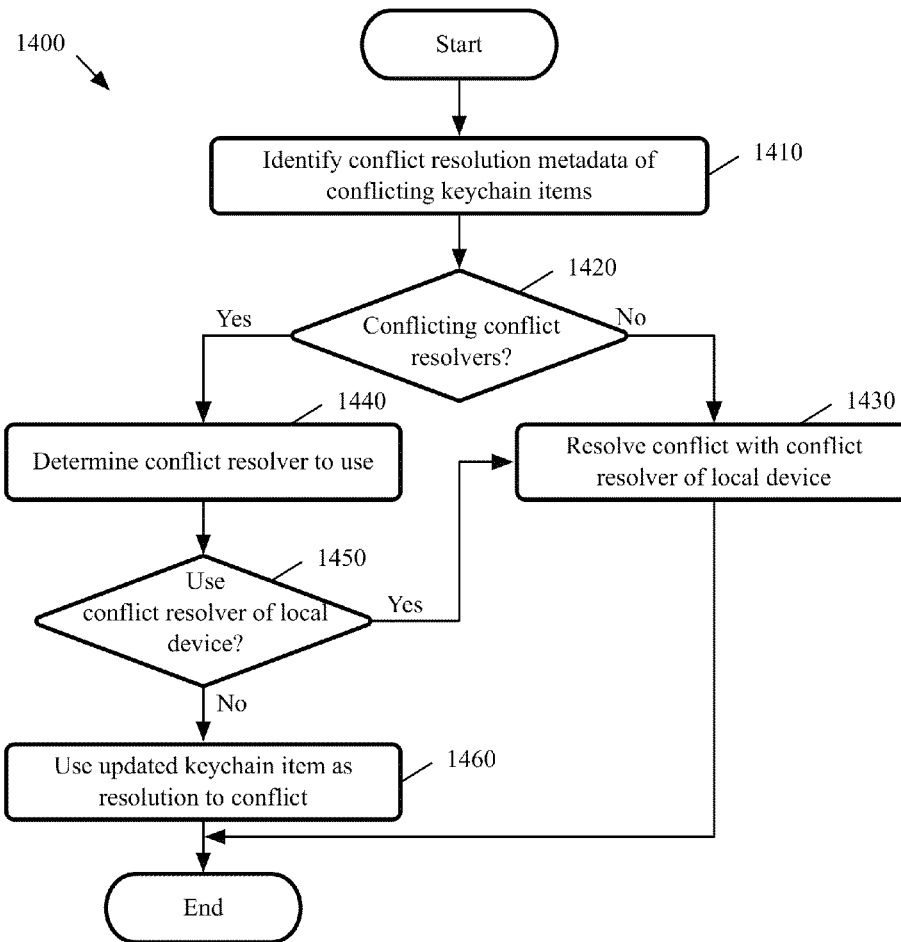 1400
Start
Identify conflict resolution metadata of
conflicting keychain items
1410
1420
Conflicting conflict
resolvers?
Yes
No
1440
Determine conflict resolver to use
1430
Resolve conflict with conflict
resolver of local device
1450
Use
conflict resolver of local
device?
Yes
No
Use updated keychain item as
resolution to conflict
1460
End